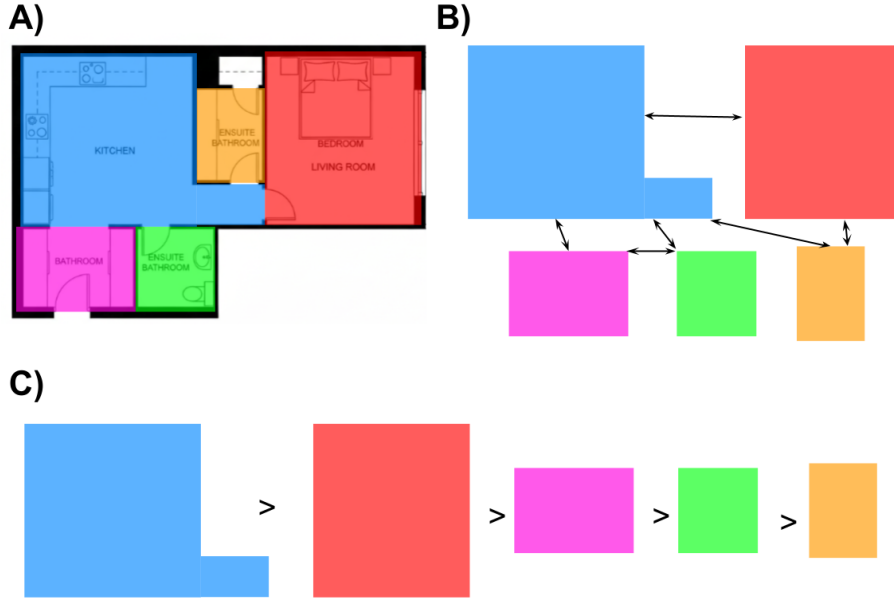 A)
B)
ENSUITE
BATHROOM
BEDROOM
KITCHEN
LIVING ROOM
BATHROOM
ENSUITE
BATHROOM
C)
> > > >